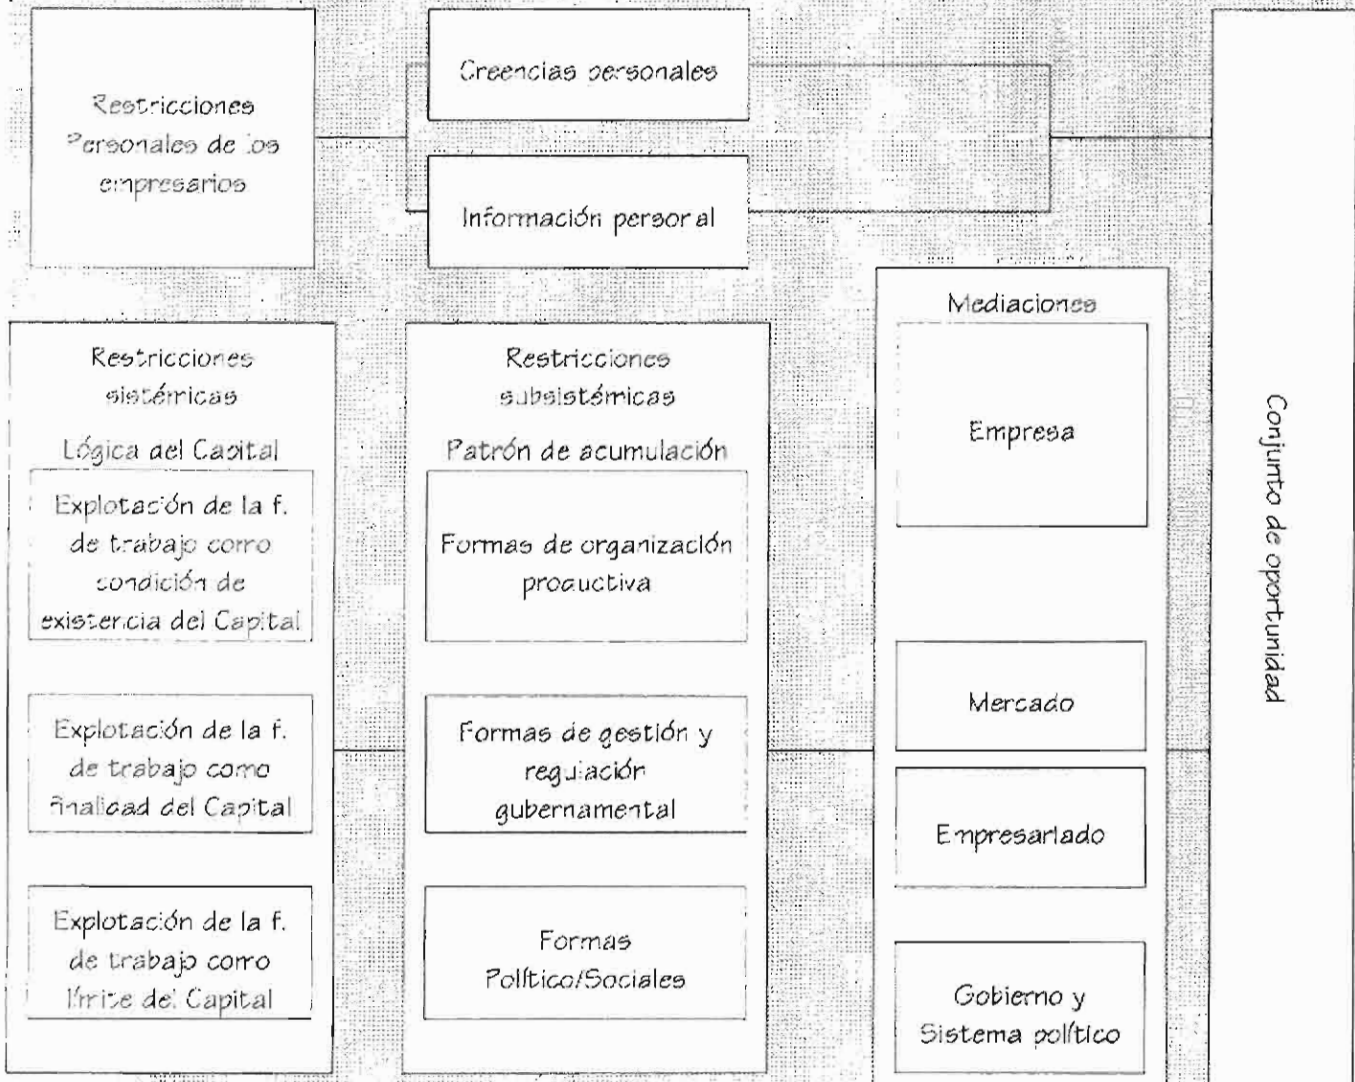 Restricciones
Personales de los
empresarios
Creencias personales
Información personal
Restricciones
sistémicas
Lógica del Capital
Explotación de la f.
de trabajo como
condición de
existencia del Capital
Explotación de la f.
de trabajo como
finalidad del Capital
Explotación de la f.
de trabajo como
límite del Capital
Restricciones
subsistémicas
Patrón de acumulación
Formas de organización
productiva
Formas de gestión y
regulación
gubernamental
Formas
Político/Sociales
Mediaciones
Empresa
Mercado
Empresariado
Gobierno y
Sistema político
Conjunto de oportunidad